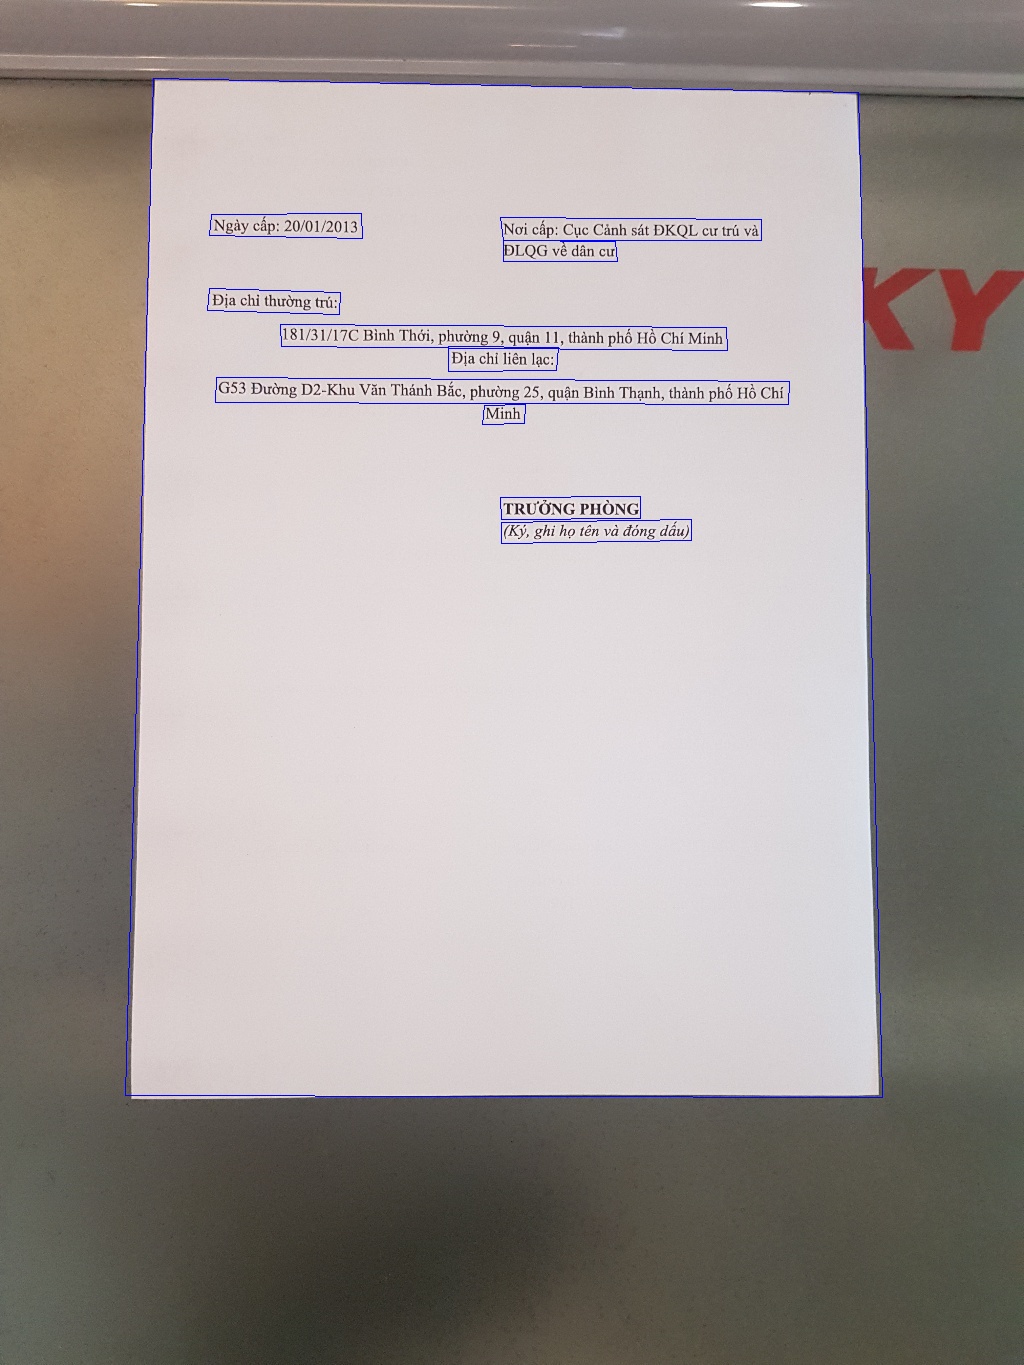 Ngày cấp: 20/01/2013
Nơi cấp: Cục Cảnh sát ĐKQL cư trú và
ĐLQG về dân cư
KY
Địa chỉ thường trú:
181/31/17C Bình Thới, phường 9, quận 11, thành phố Hồ Chí Minh
Địa chỉ liên lạc:
G53 Đường D2-Khu Văn Thánh Bắc, phường 25, quận Bình Thạnh, thành phố Hồ Chí
Minh
TRƯỞNG PHÒNG
(Ký, ghi họ tên và đóng dấu)